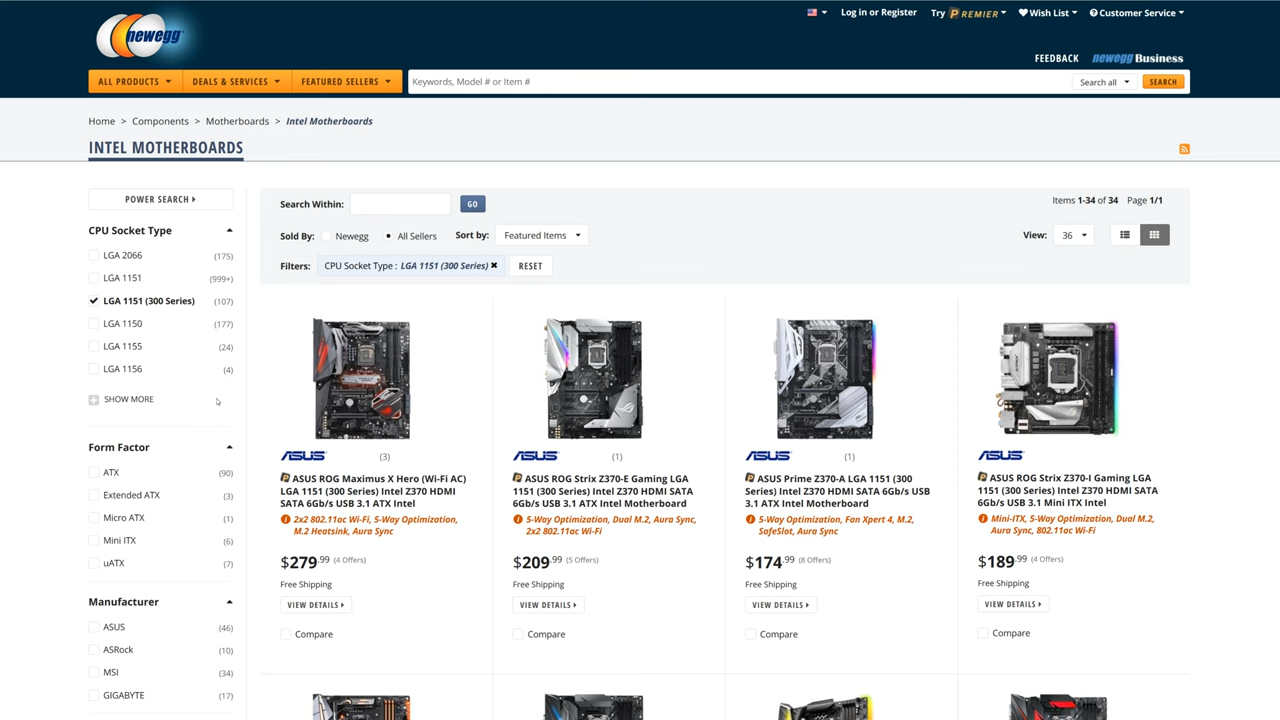 newegg
Log in or Register
Try PREMIER
Wish List
Customer Service
FEEDBACK
newegg Business
ALL PRODUCTS
DEALS & SERVICES
FEATURED SELLERS
Keywords, Model # or Item #
Search all
SEARCH
Home > Components > Motherboards > Intel Motherboards
INTEL MOTHERBOARDS
POWER SEARCH
CPU Socket Type
LGA 2066 (175)
LGA 1151 (999+)
LGA 1151 (300 Series) (107)
LGA 1150 (177)
LGA 1155 (24)
LGA 1156 (4)
SHOW MORE
Form Factor
ATX (90)
Extended ATX (3)
Micro ATX (1)
Mini ITX (6)
uATX (7)
Manufacturer
ASUS (46)
ASRock (10)
MSI (34)
GIGABYTE (17)
Search Within:
GO
Items 1-34 of 34 Page 1/1
Sold By: Newegg All Sellers
Sort by: Featured Items
View: 36
Filters: CPU Socket Type : LGA 1151 (300 Series) ✖
RESET
ASUS (3)
ASUS ROG Maximus X Hero (Wi-Fi AC)
LGA 1151 (300 Series) Intel Z370 HDMI
SATA 6Gb/s USB 3.1 ATX Intel
2x2 802.11ac Wi-Fi, 5-Way Optimization,
M.2 Heatsink, Aura Sync
$279.99 (4 Offers)
Free Shipping
VIEW DETAILS
Compare
ASUS (1)
ASUS ROG Strix Z370-E Gaming LGA
1151 (300 Series) Intel Z370 HDMI SATA
6Gb/s USB 3.1 ATX Intel Motherboard
5-Way Optimization, Dual M.2, Aura Sync,
2x2 802.11ac Wi-Fi
$209.99 (5 Offers)
Free Shipping
VIEW DETAILS
Compare
ASUS (1)
ASUS Prime Z370-A LGA 1151 (300
Series) Intel Z370 HDMI SATA 6Gb/s USB
3.1 ATX Intel Motherboard
5-Way Optimization, Fan Xpert 4, M.2,
SafeSlot, Aura Sync
$174.99 (8 Offers)
Free Shipping
VIEW DETAILS
Compare
ASUS
ASUS ROG Strix Z370-I Gaming LGA
1151 (300 Series) Intel Z370 HDMI SATA
6Gb/s USB 3.1 Mini ITX Intel
Mini-ITX, 5-Way Optimization, Dual M.2,
Aura Sync, 802.11ac Wi-Fi
$189.99 (4 Offers)
Free Shipping
VIEW DETAILS
Compare